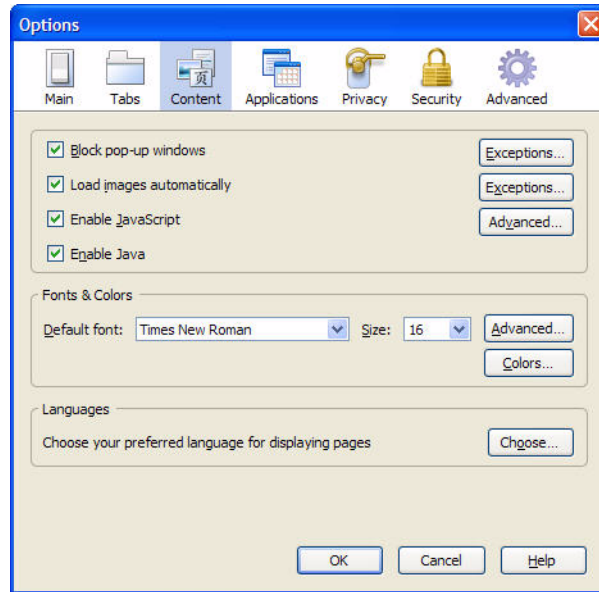 Options
Main Tabs Content Applications Privacy Security Advanced
页
Block pop-up windows Exceptions...
Load images automatically Exceptions...
Enable JavaScript Advanced...
Enable Java
Fonts & Colors
Default font: Times New Roman Size: 16 Advanced...
Colors...
Languages
Choose your preferred language for displaying pages Choose...
OK Cancel Help